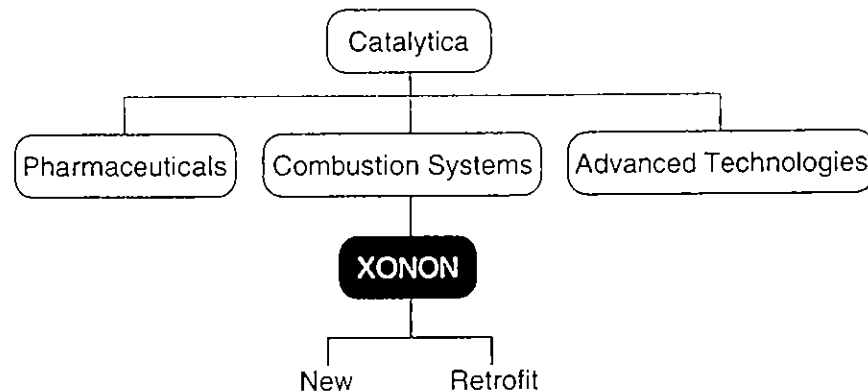 Catalytica
Pharmaceuticals
Combustion Systems
Advanced Technologies
XONON
New
Retrofit